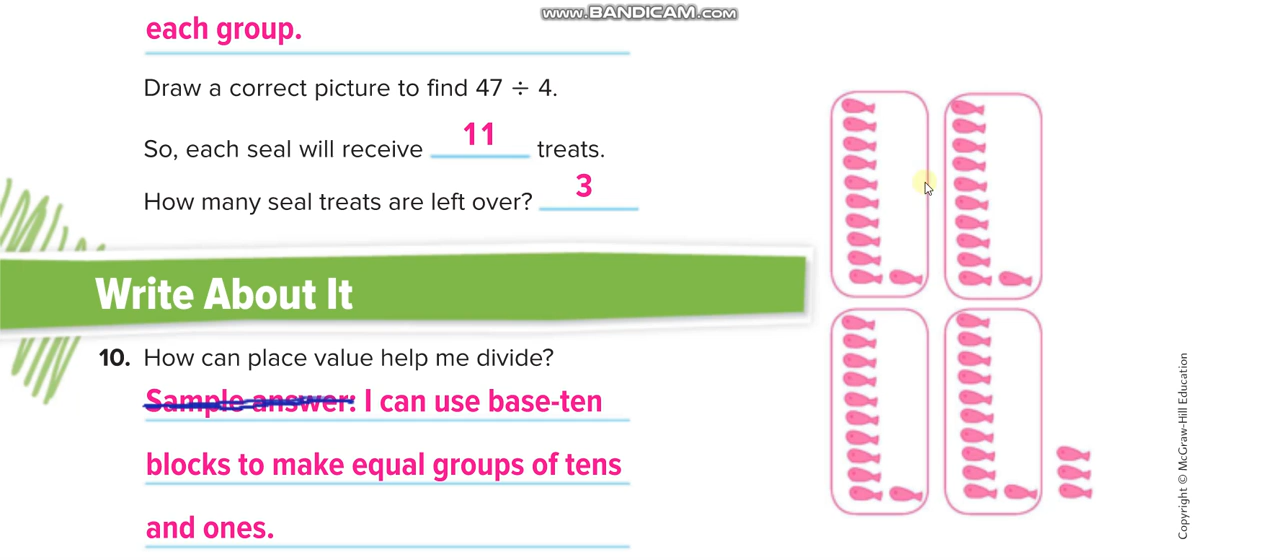 www.BANDICAM.com
each group.
Draw a correct picture to find 47 ÷ 4.
So, each seal will receive 11 treats.
How many seal treats are left over? 3
Write About It
10. How can place value help me divide?
Sample answer: I can use base-ten
blocks to make equal groups of tens
and ones.
Copyright © McGraw-Hill Education